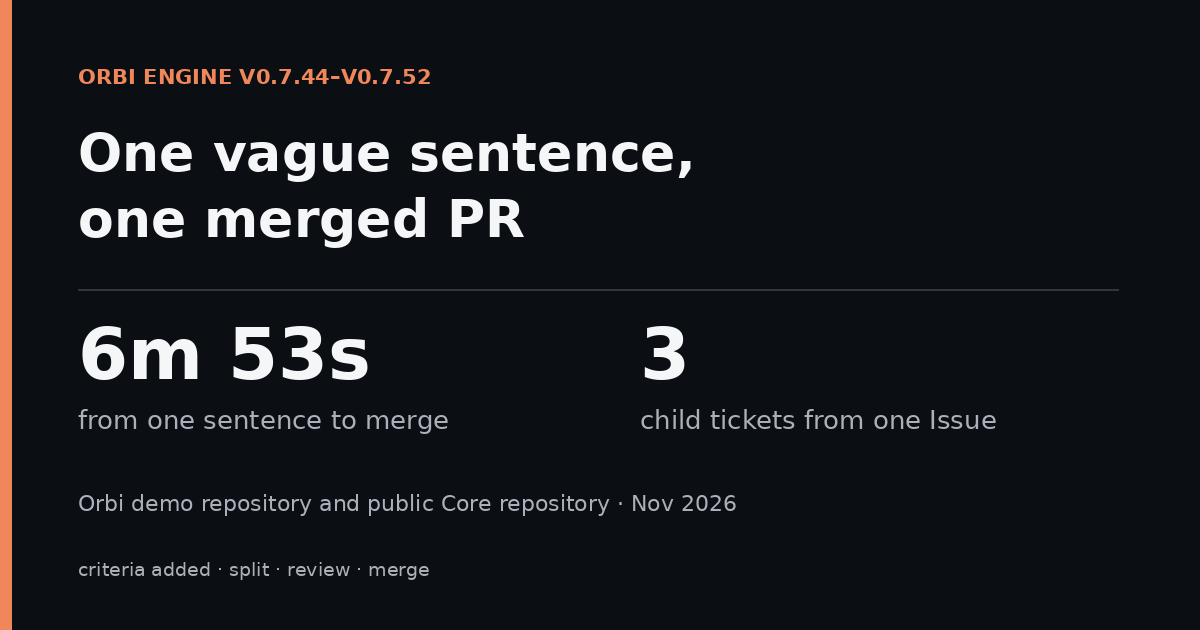 ORBI ENGINE V0.7.44–V0.7.52
One vague sentence,
one merged PR
6m 53s
3
from one sentence to merge
child tickets from one Issue
Orbi demo repository and public Core repository · Nov 2026
criteria added · split · review · merge